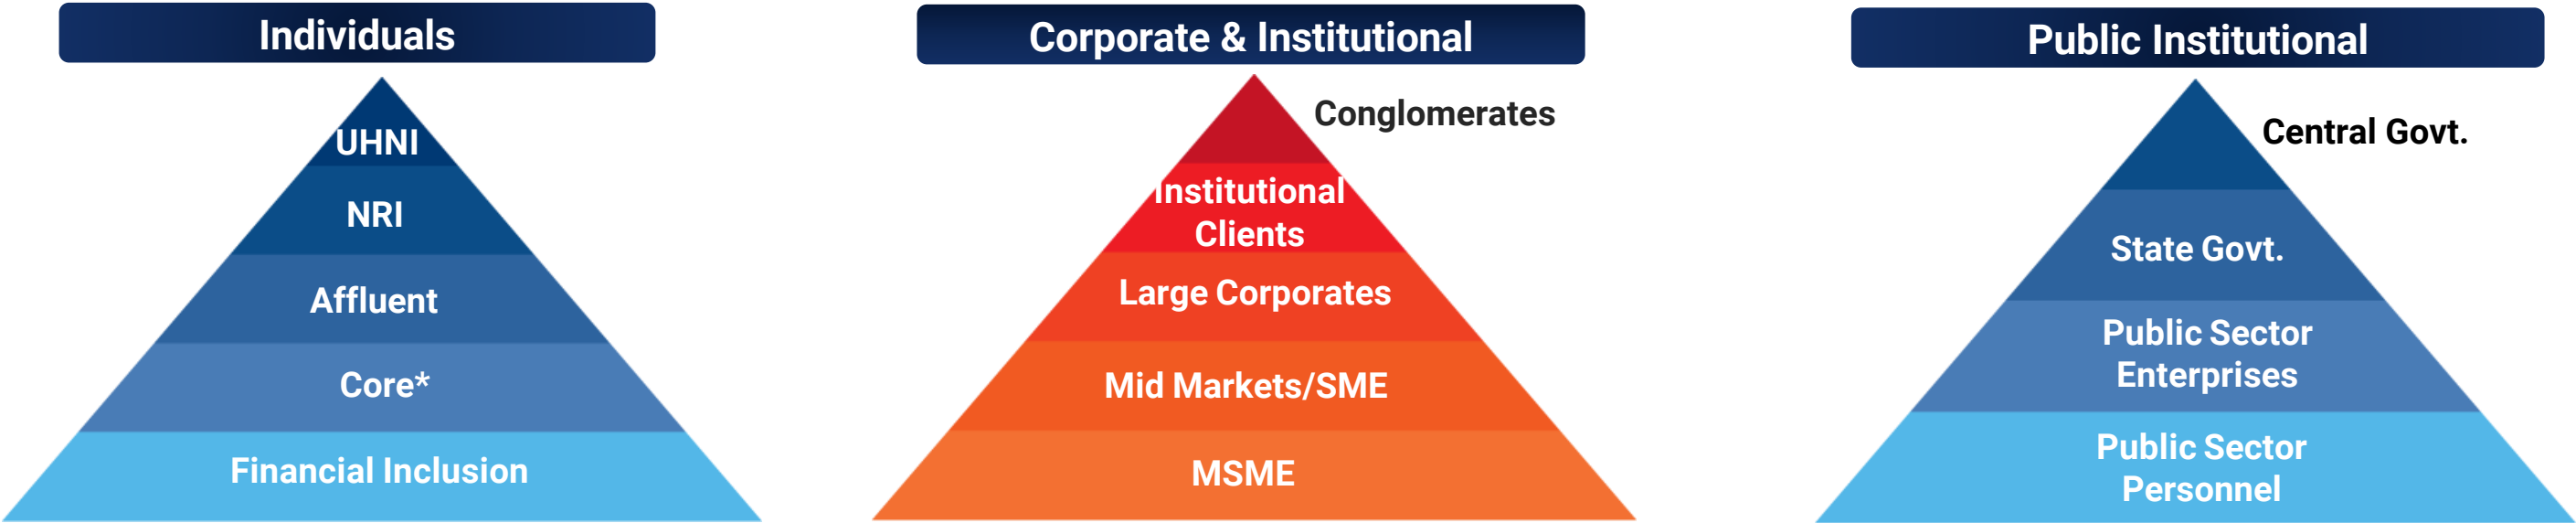 Individuals
UHNI
NRI
Affluent
Core*
Financial Inclusion
Corporate & Institutional
Conglomerates
Institutional
Clients
Large Corporates
Mid Markets/SME
MSME
Public Institutional
Central Govt.
State Govt.
Public Sector
Enterprises
Public Sector
Personnel